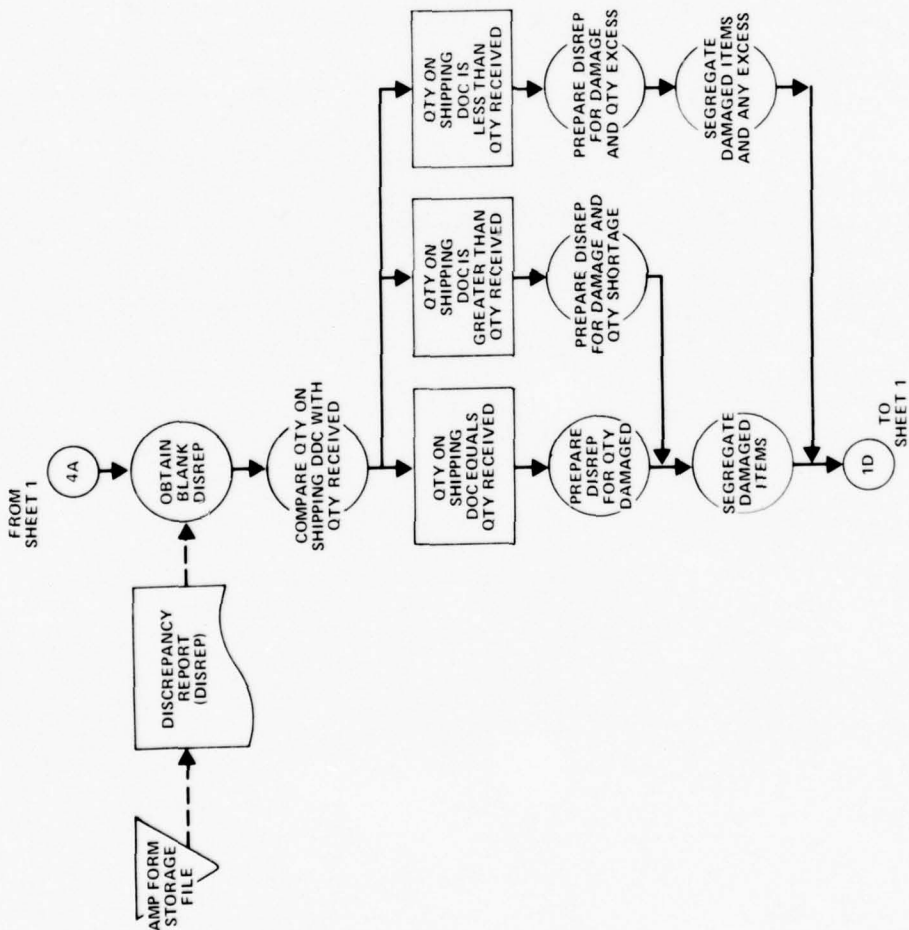 FROM
SHEET 1
4A
AMP FORM
STORAGE
FILE
DISCREPANCY
REPORT
(DISREP)
OBTAIN
BLANK
DISREP
COMPARE QTY ON
SHIPPING DDC WITH
QTY RECEIVED
QTY ON
SHIPPING
DOC EQUALS
QTY RECEIVED
QTY ON
SHIPPING
DOC IS
GREATER THAN
QTY RECEIVED
QTY ON
SHIPPING
DOC IS
LESS THAN
QTY RECEIVED
PREPARE
DISREP
FOR QTY
DAMAGED
PREPARE DISREP
FOR DAMAGE AND
QTY SHORTAGE
PREPARE DISREP
FOR DAMAGE
AND QTY EXCESS
SEGREGATE
DAMAGED
ITEMS
SEGREGATE
DAMAGED ITEMS
AND ANY EXCESS
1D
TO
SHEET 1